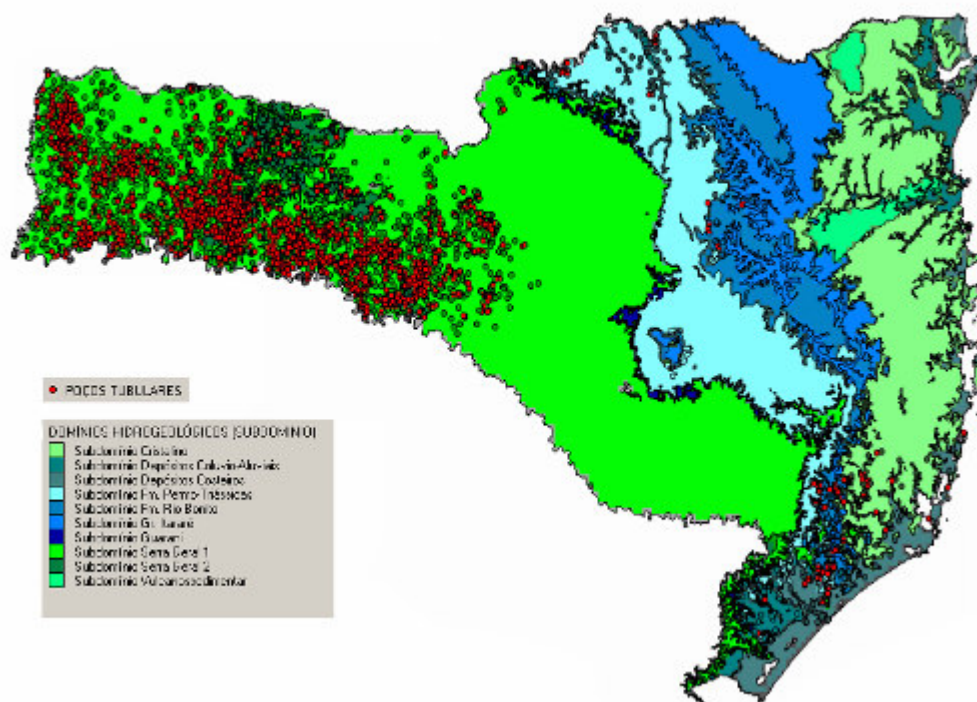 POÇOS TUBULARES
DOMÍNIOS HIDROGEOLÓGICOS (SUBDOMÍNIO)
Subdomínio Cristalino
Subdomínio Depósitos Colúvio-Aluviais
Subdomínio Depósitos Costeiros
Subdomínio Fm. Permo-Triássicas
Subdomínio Fm. Rio Bonito
Subdomínio Gr. Itararé
Subdomínio Guarani
Subdomínio Serra Geral 1
Subdomínio Serra Geral 2
Subdomínio Vulcanossedimentar